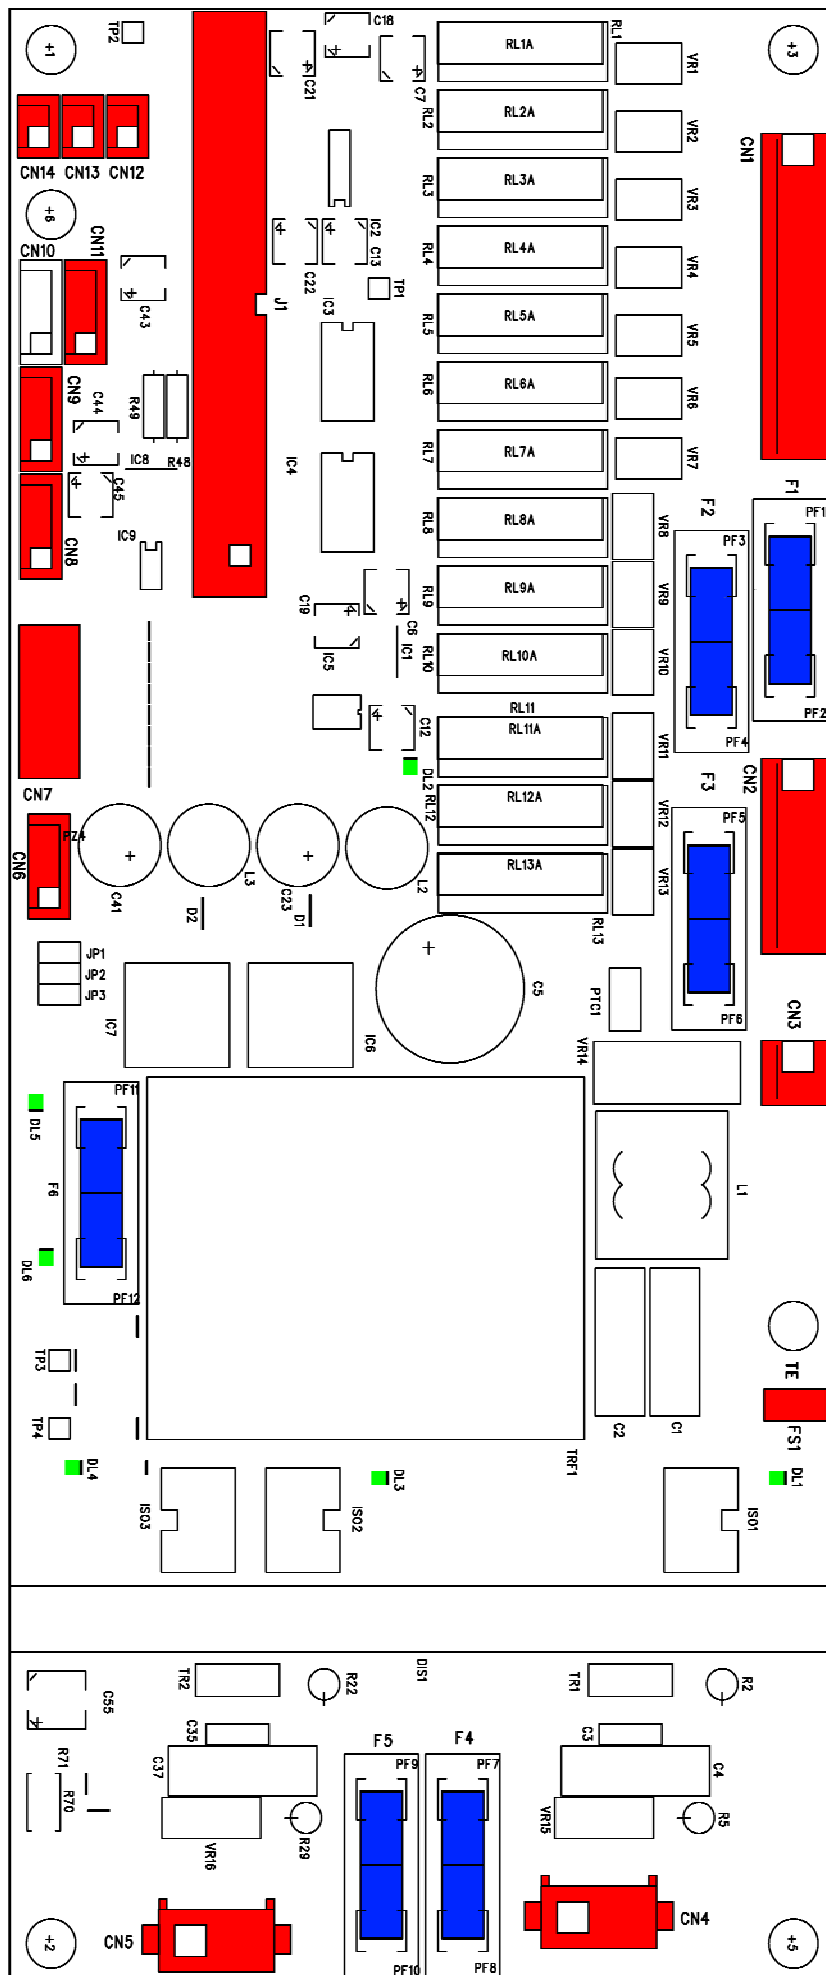 +1
TP2
C18
C21
C7
RL1
RL1A
VR1
+3
RL2
RL2A
VR2
CN1
CN14
CN13
CN12
RL3
RL3A
VR3
+6
IC2
C13
C22
RL4
RL4A
VR4
CN10
CN11
C43
J1
IC3
TP1
RL5
RL5A
VR5
CN9
C44
R49
R48
IC8
RL6
RL6A
VR6
C45
IC4
RL7
RL7A
VR7
CN8
IC9
RL8
RL8A
VR8
F2
F1
PF3
PF1
C19
C6
RL9
RL9A
VR9
IC5
IC1
RL10
RL10A
VR10
PF4
PF2
CN7
C12
DL2
RL11
RL11A
VR11
F3
CN2
PZ4
CN6
RL12
RL12A
VR12
PF5
C41
L3
C23
L2
RL13A
VR13
D2
D1
RL13
JP1
JP2
JP3
IC7
IC6
C5
PTC1
PF6
CN3
VR14
DL5
PF11
F6
L1
DL6
PF12
TP3
TP4
TE
FS1
C2
C1
DL4
TRF1
DL3
DL1
ISO3
ISO2
ISO1
DIS1
TR2
R22
TR1
R2
C55
C35
C3
R71
R70
C37
F5
F4
PF9
PF7
C4
VR16
R29
VR15
R5
+2
CN5
PF10
PF8
CN4
+5